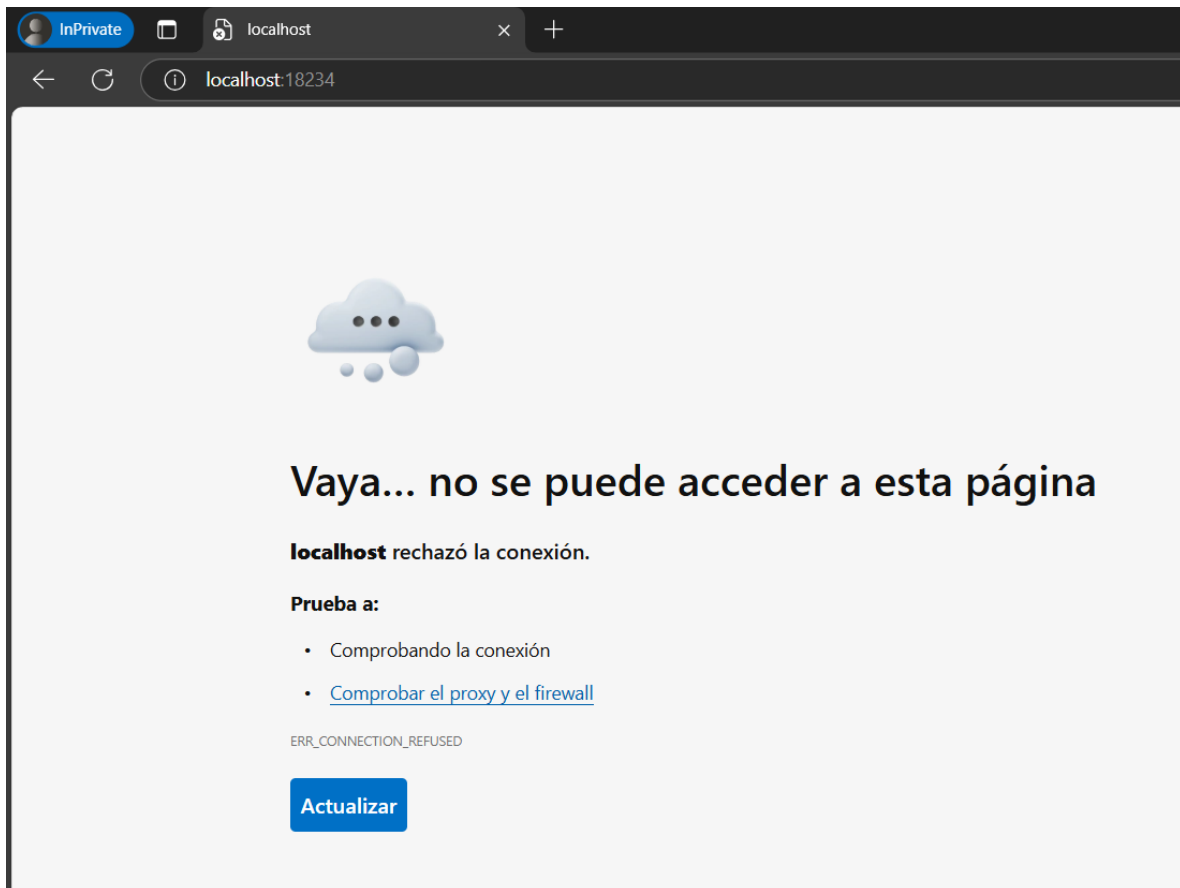 InPrivate
localhost
localhost:18234
Vaya... no se puede acceder a esta página
localhost rechazó la conexión.
Prueba a:
• Comprobando la conexión
• Comprobar el proxy y el firewall
ERR_CONNECTION_REFUSED
Actualizar